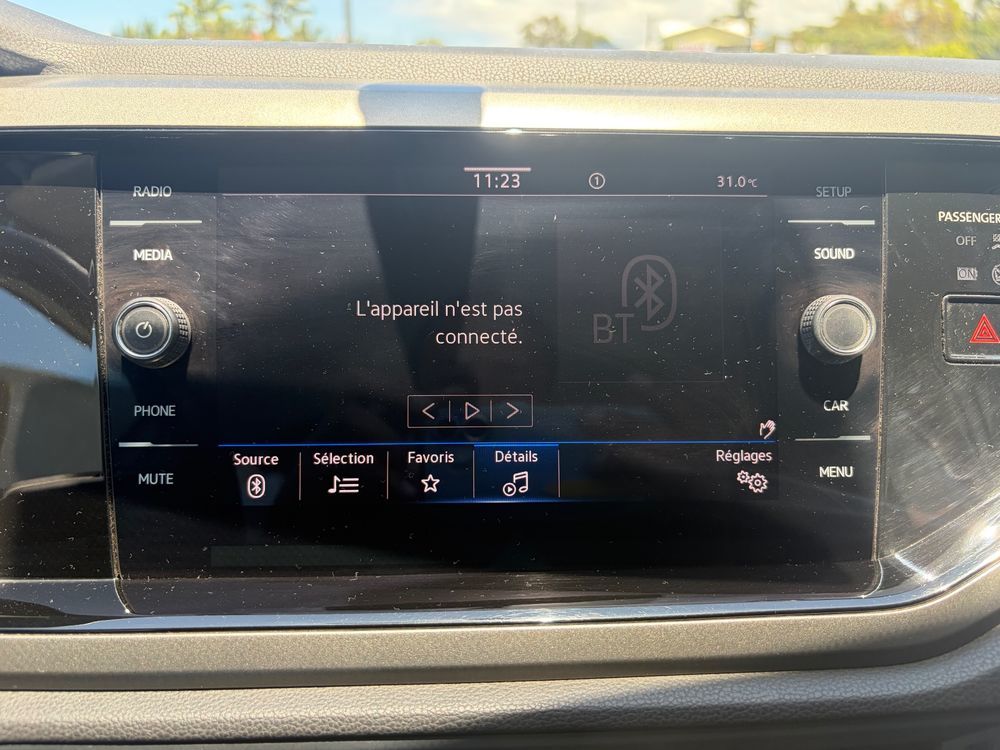 11:23 1 31.0°C
RADIO
MEDIA
PHONE
MUTE
L'appareil n'est pas
connecté.
BT
Source
Sélection
Favoris
Détails
Réglages
SETUP
SOUND
CAR
MENU
PASSENGER
OFF
ON